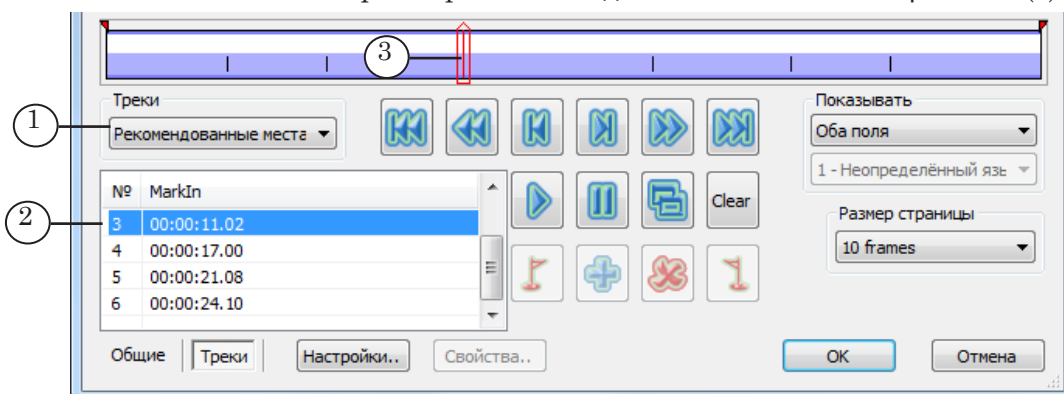 3
Треки
Показывать
1
Рекомендованные места
Оба поля
1 - Неопределённый язы
№ MarkIn
Clear
2
3 00:00:11.02
Размер страницы
4 00:00:17.00
10 frames
5 00:00:21.08
6 00:00:24.10
Общие Треки Настройки.. Свойства.. OK Отмена